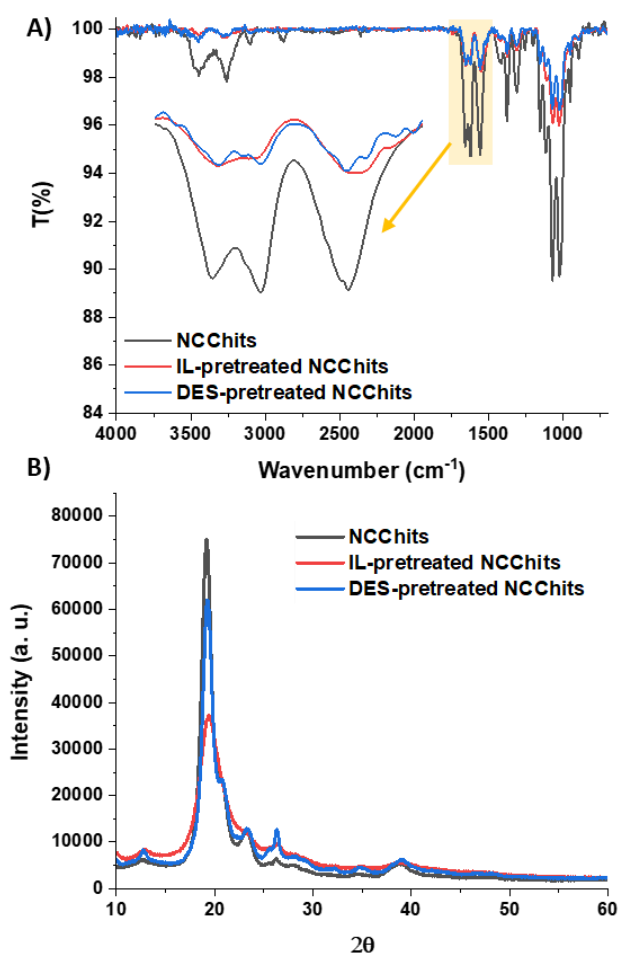 A)
100
98
96
94
92
90
88
86
84
T(%)
NCChits
IL-pretreated NCChits
DES-pretreated NCChits
4000 3500 3000 2500 2000 1500 1000
Wavenumber (cm⁻¹)
B)
80000
70000
60000
50000
40000
30000
20000
10000
0
Intensity (a. u.)
NCChits
IL-pretreated NCChits
DES-pretreated NCChits
10 20 30 40 50 60
2θ